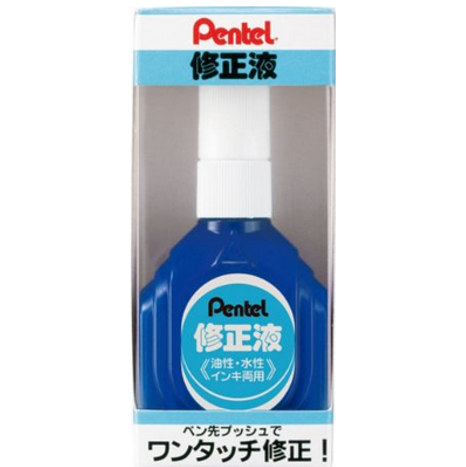 Pentel
修正液
Pentel
修正液
《油性・水性
インキ両用》
ペン先プッシュで
ワンタッチ修正！